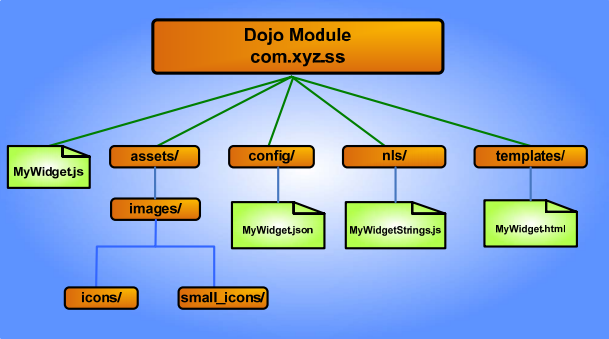 Dojo Module
com.xyz.ss
MyWidget.js
assets/
config/
nls/
templates/
images/
MyWidget.json
MyWidgetStrings.js
MyWidget.html
icons/
small_icons/